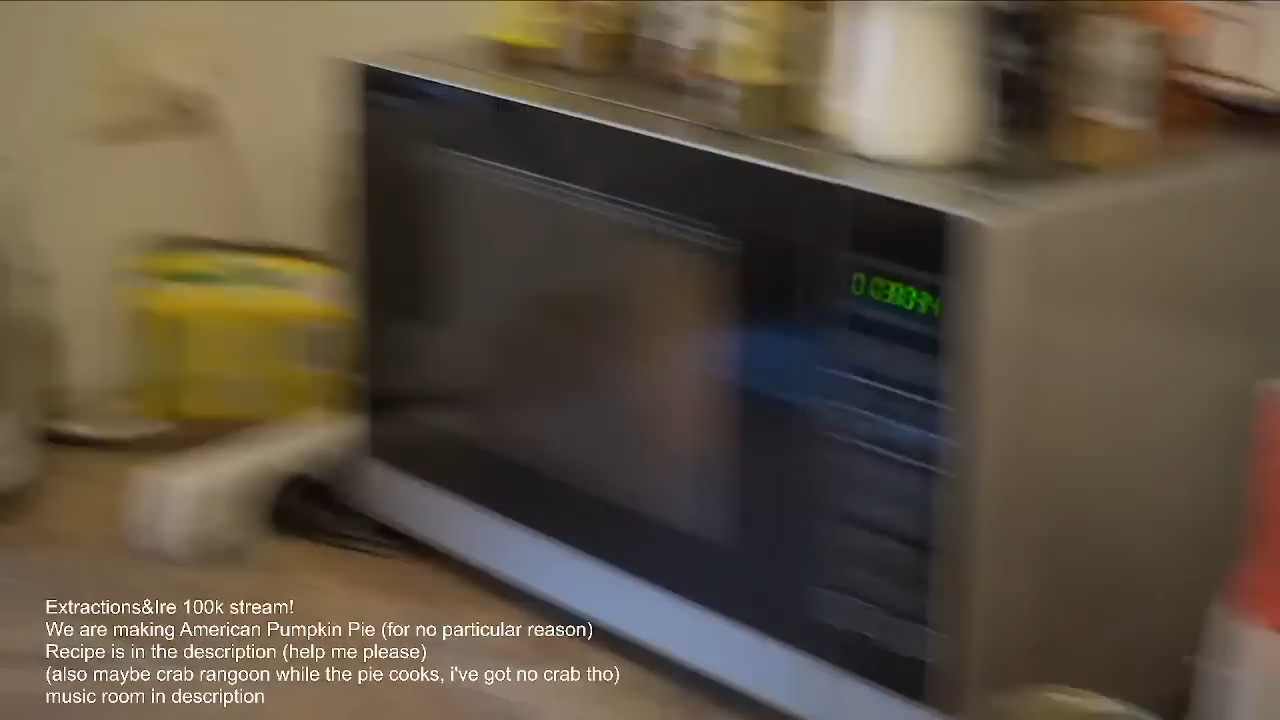 Extractions&Ire 100k stream!
We are making American Pumpkin Pie (for no particular reason)
Recipe is in the description (help me please)
(also maybe crab rangoon while the pie cooks, i've got no crab tho)
music room in description